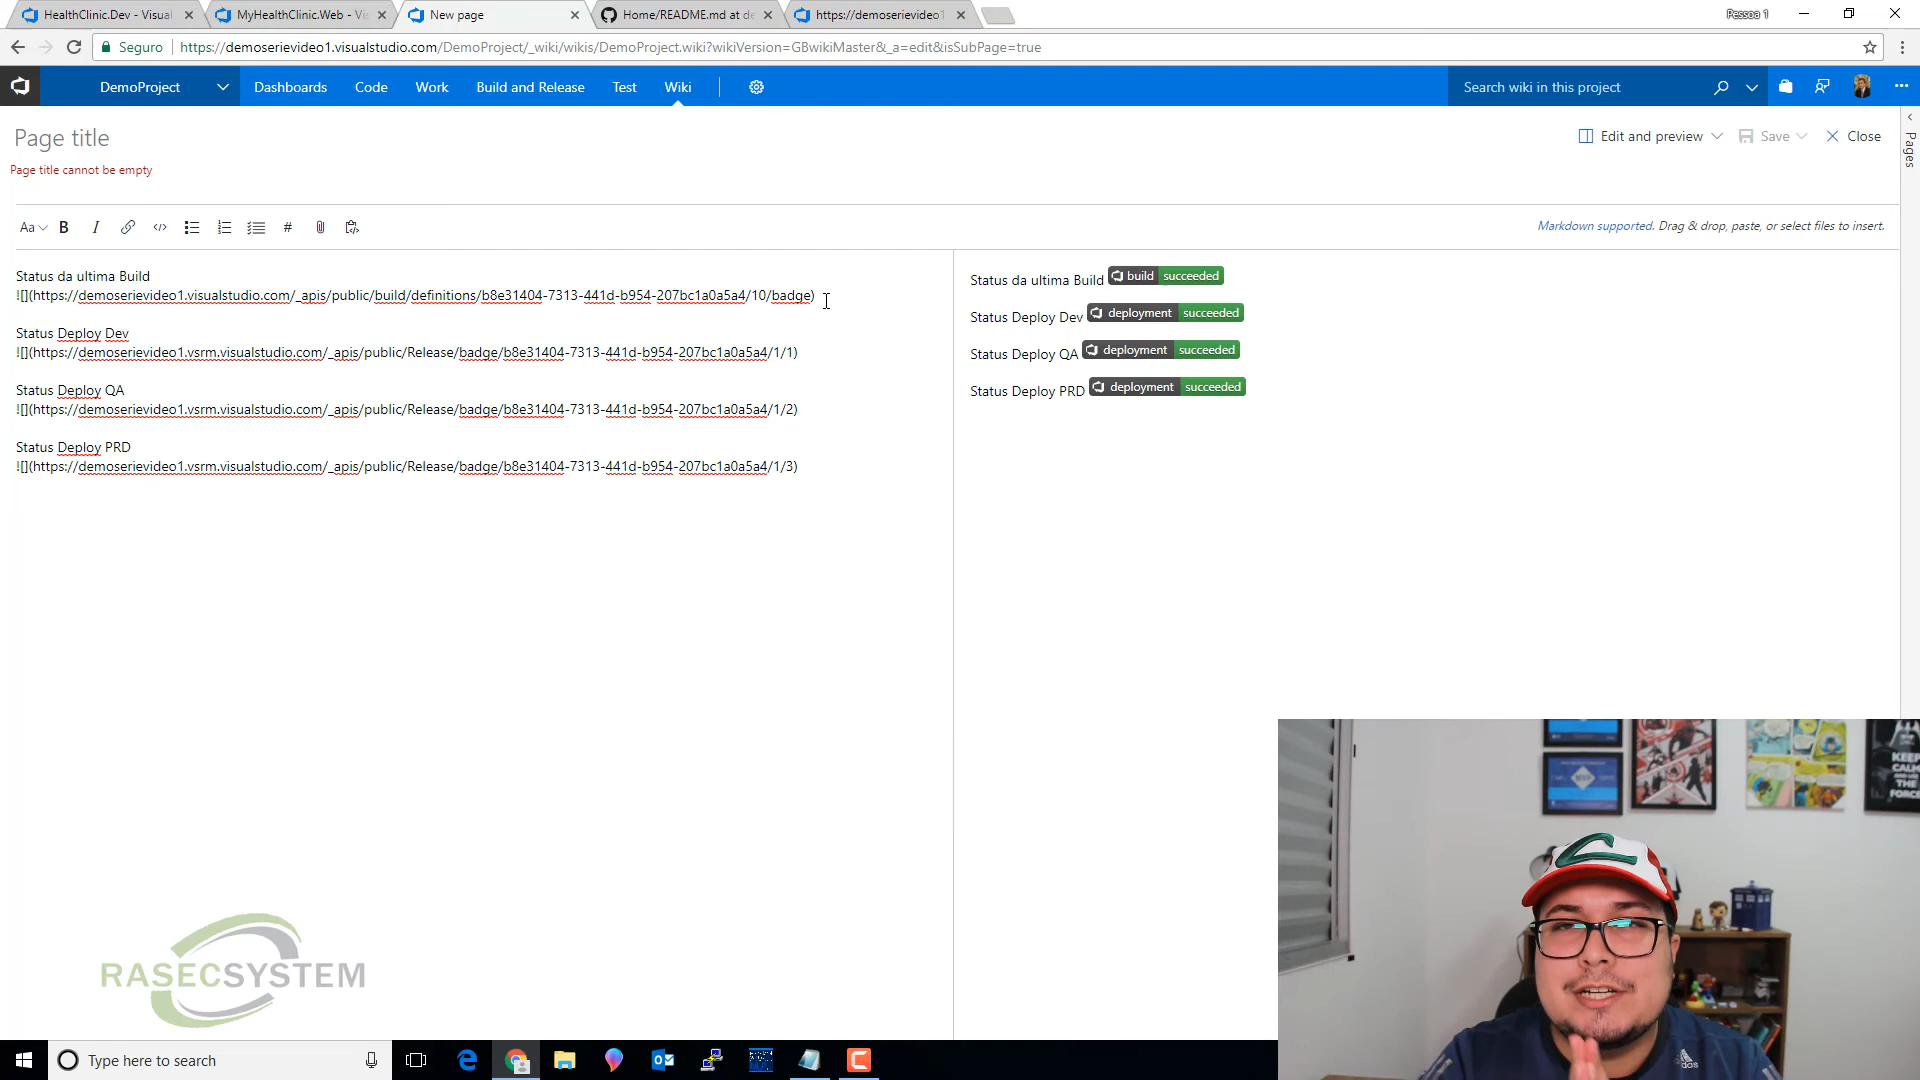 HealthClinic.Dev - Visual
MyHealthClinic.Web - Vi
New page
Home/README.md at de
https://demoserievideo1
Pessoa 1
Seguro
https://demoserievideo1.visualstudio.com/DemoProject/_wiki/wikis/DemoProject.wiki?wikiVersion=GBwikiMaster&_a=edit&isSubPage=true
DemoProject
Dashboards
Code
Work
Build and Release
Test
Wiki
Search wiki in this project
Page title
Edit and preview
Save
Close
Pages
Page title cannot be empty
Aa
B
I
</>
#
Markdown supported. Drag & drop, paste, or select files to insert.
Status da ultima Build
![](https://demoserievideo1.visualstudio.com/_apis/public/build/definitions/b8e31404-7313-441d-b954-207bc1a0a5a4/10/badge)
Status Deploy Dev
![](https://demoserievideo1.vsrm.visualstudio.com/_apis/public/Release/badge/b8e31404-7313-441d-b954-207bc1a0a5a4/1/1)
Status Deploy QA
![](https://demoserievideo1.vsrm.visualstudio.com/_apis/public/Release/badge/b8e31404-7313-441d-b954-207bc1a0a5a4/1/2)
Status Deploy PRD
![](https://demoserievideo1.vsrm.visualstudio.com/_apis/public/Release/badge/b8e31404-7313-441d-b954-207bc1a0a5a4/1/3)
Status da ultima Build build succeeded
Status Deploy Dev deployment succeeded
Status Deploy QA deployment succeeded
Status Deploy PRD deployment succeeded
KEEP
CALM
AND USE
THE
FORCE
adidas
RASECSYSTEM
Type here to search